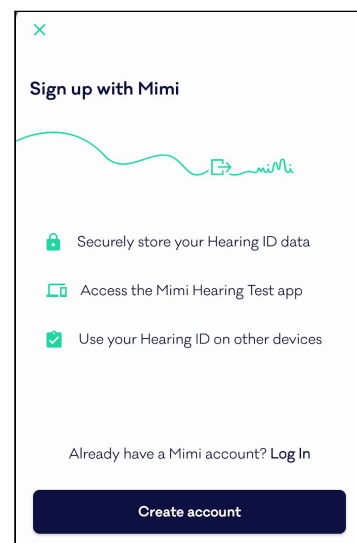 Sign up with Mimi
mimi
Securely store your Hearing ID data
Access the Mimi Hearing Test app
Use your Hearing ID on other devices
Already have a Mimi account? Log In
Create account